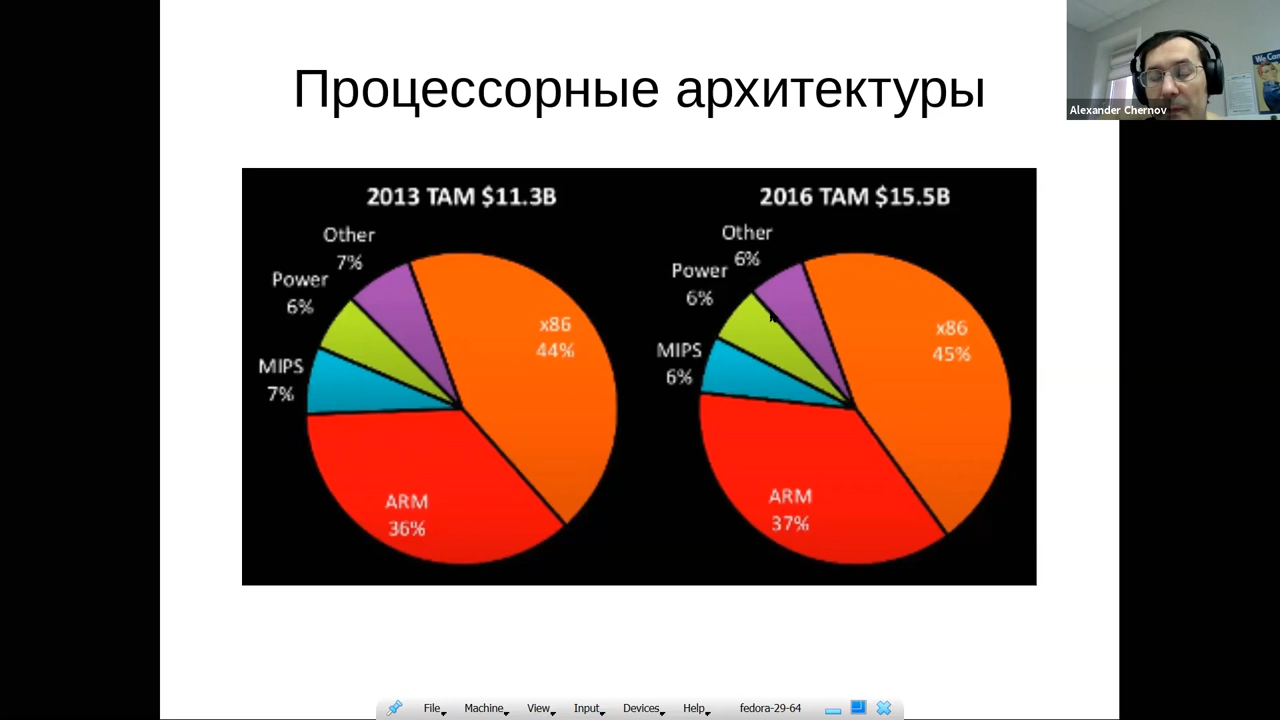 Процессорные архитектуры
Alexander Chernov
We Can
2013 TAM $11.3B
Other
7%
Power
6%
MIPS
7%
x86
44%
ARM
36%
2016 TAM $15.5B
Other
6%
Power
6%
MIPS
6%
x86
45%
ARM
37%
File Machine View Input Devices Help fedora-29-64